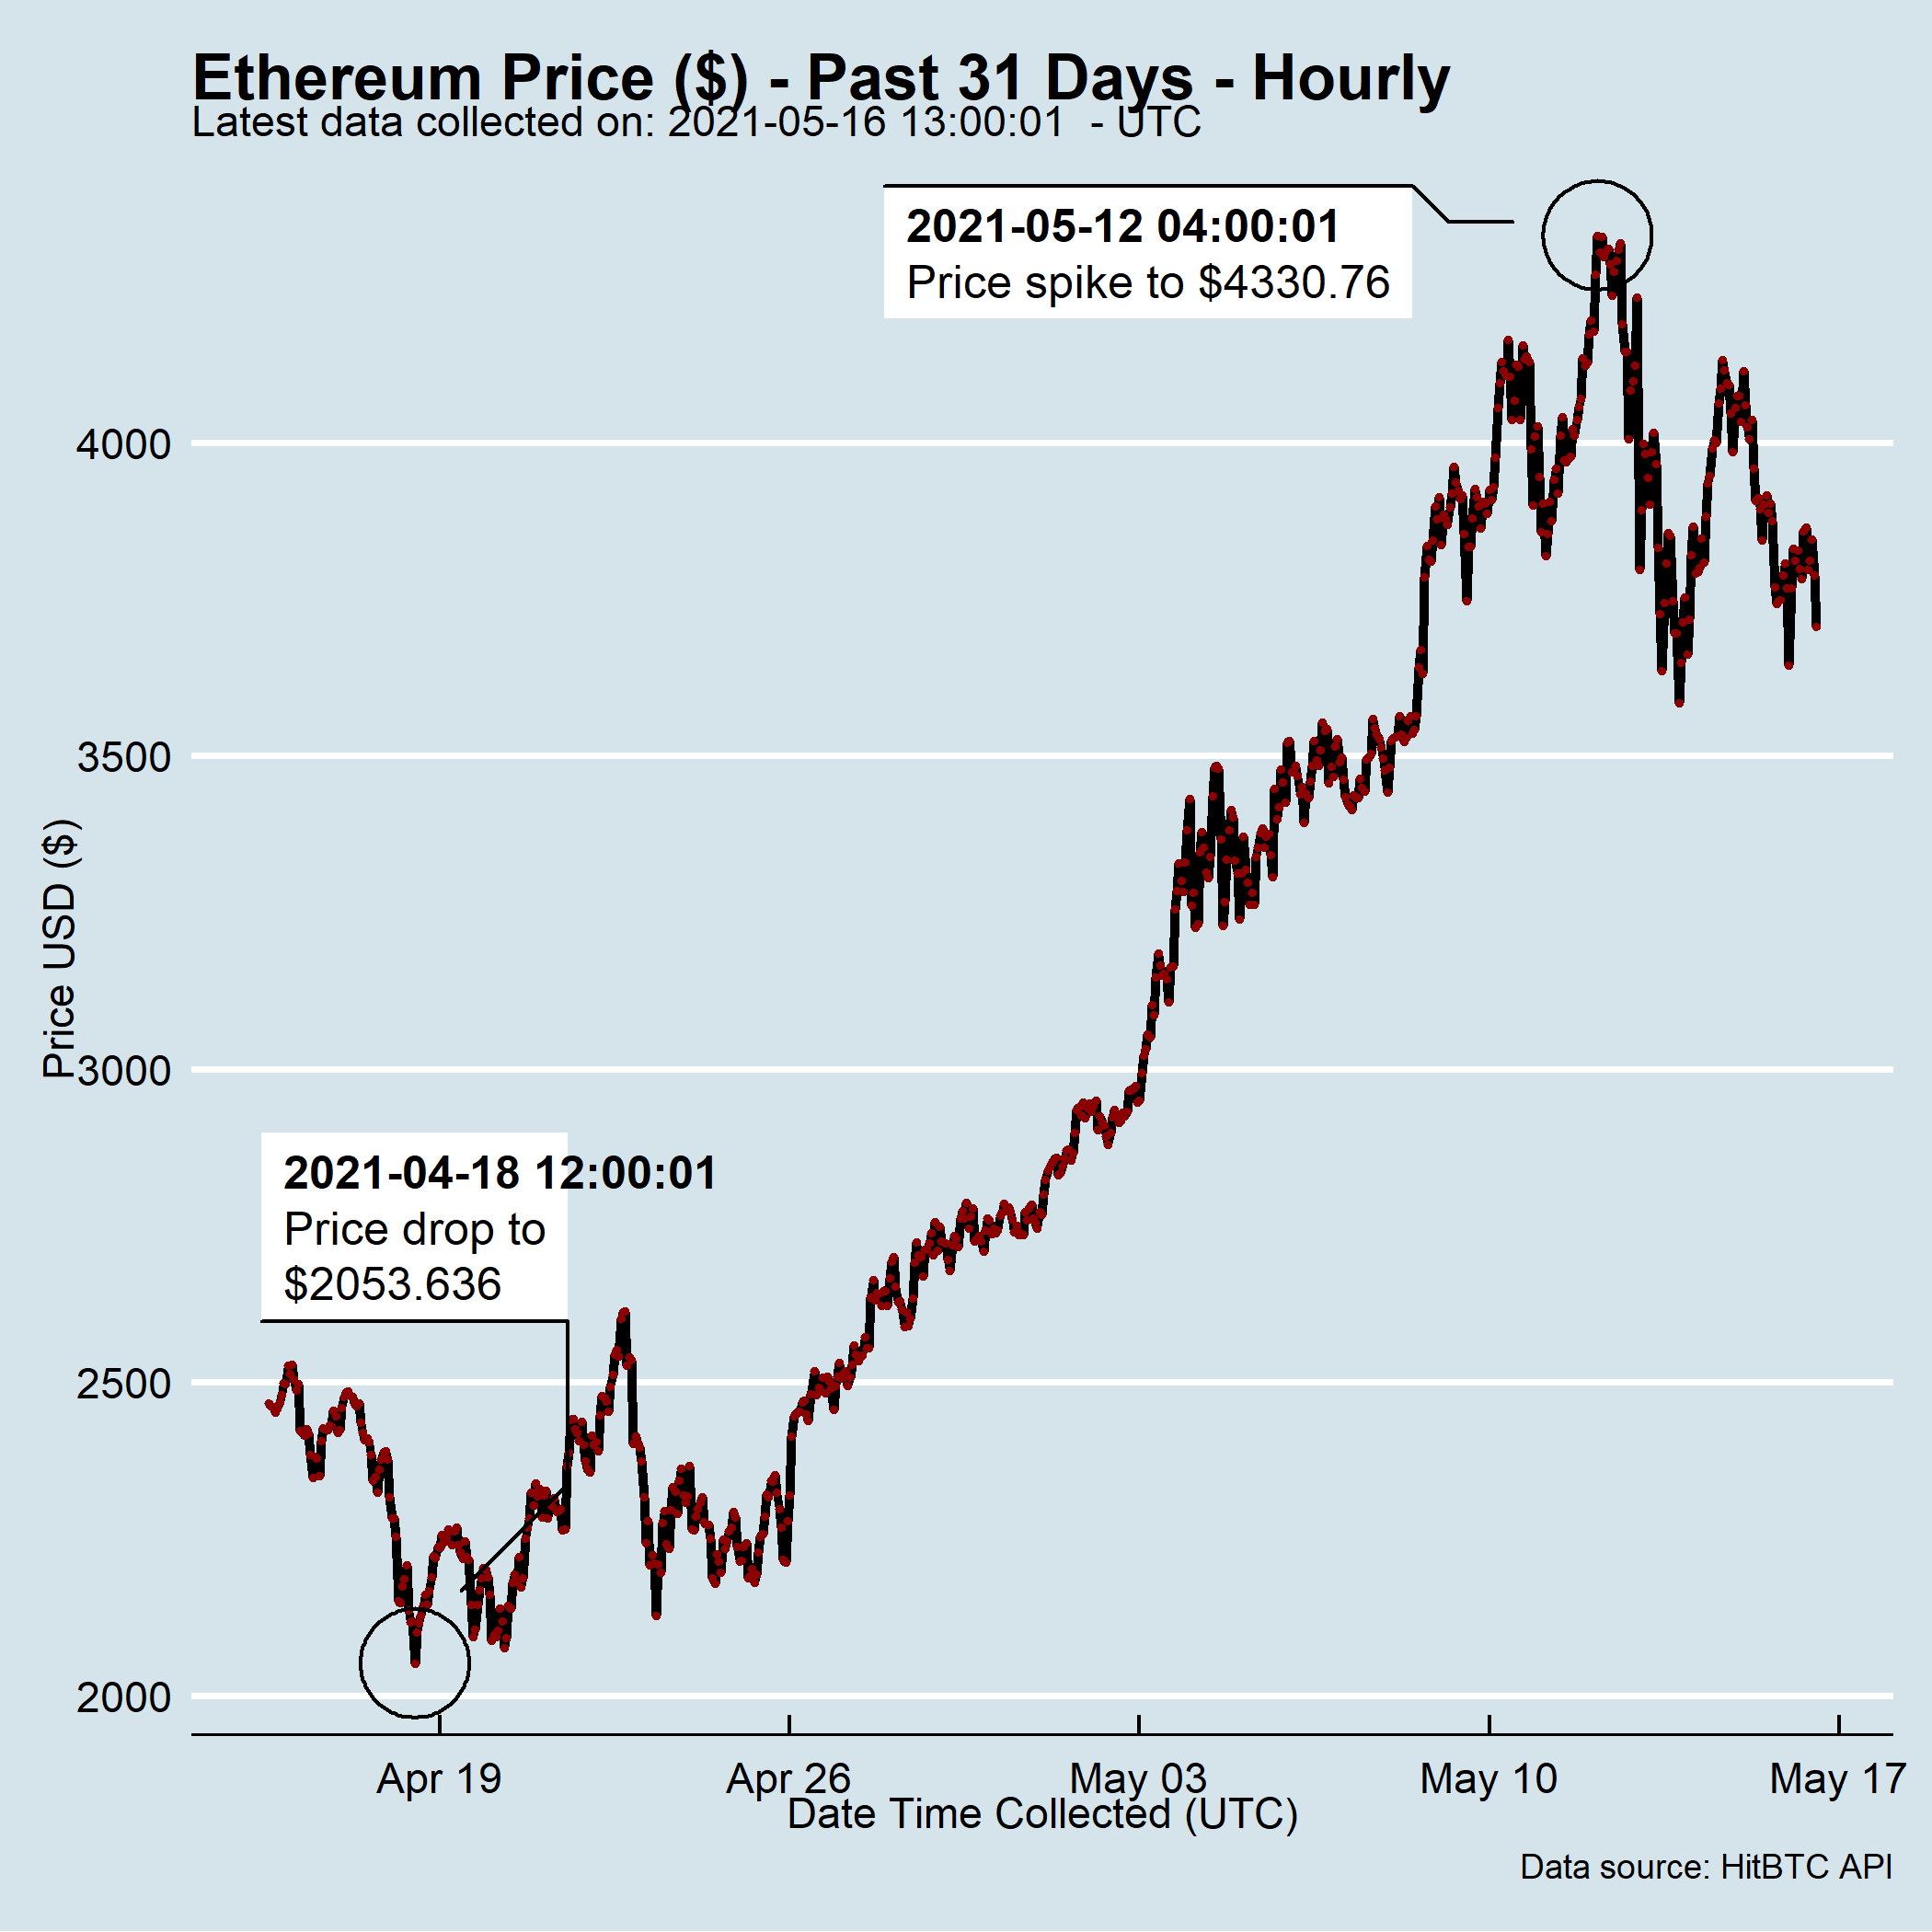 Ethereum Price ($) - Past 31 Days - Hourly
Latest data collected on: 2021-05-16 13:00:01  - UTC
2021-05-12 04:00:01
Price spike to $4330.76
4000
3500
3000
2500
2000
Price USD ($)
2021-04-18 12:00:01
Price drop to
$2053.636
Apr 19
Apr 26
May 03
May 10
May 17
Date Time Collected (UTC)
Data source: HitBTC API